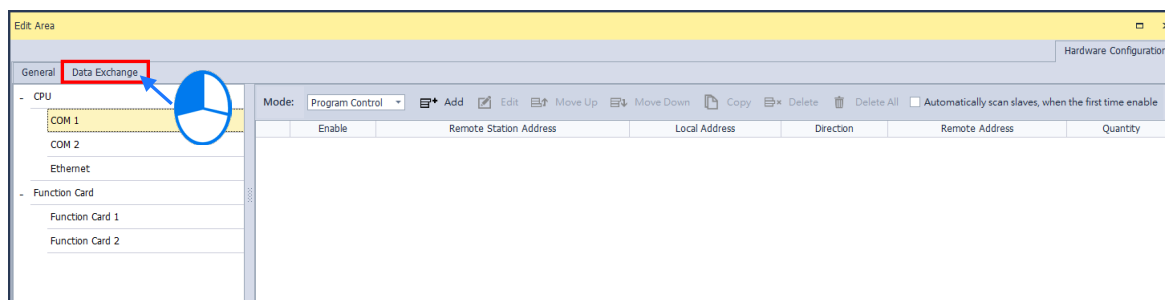 Edit Area
Hardware Configuration
General Data Exchange
- CPU
COM 1
COM 2
Ethernet
- Function Card
Function Card 1
Function Card 2
Mode: Program Control Add Edit Move Up Move Down Copy Delete Delete All Automatically scan slaves, when the first time enable
Enable Remote Station Address Local Address Direction Remote Address Quantity